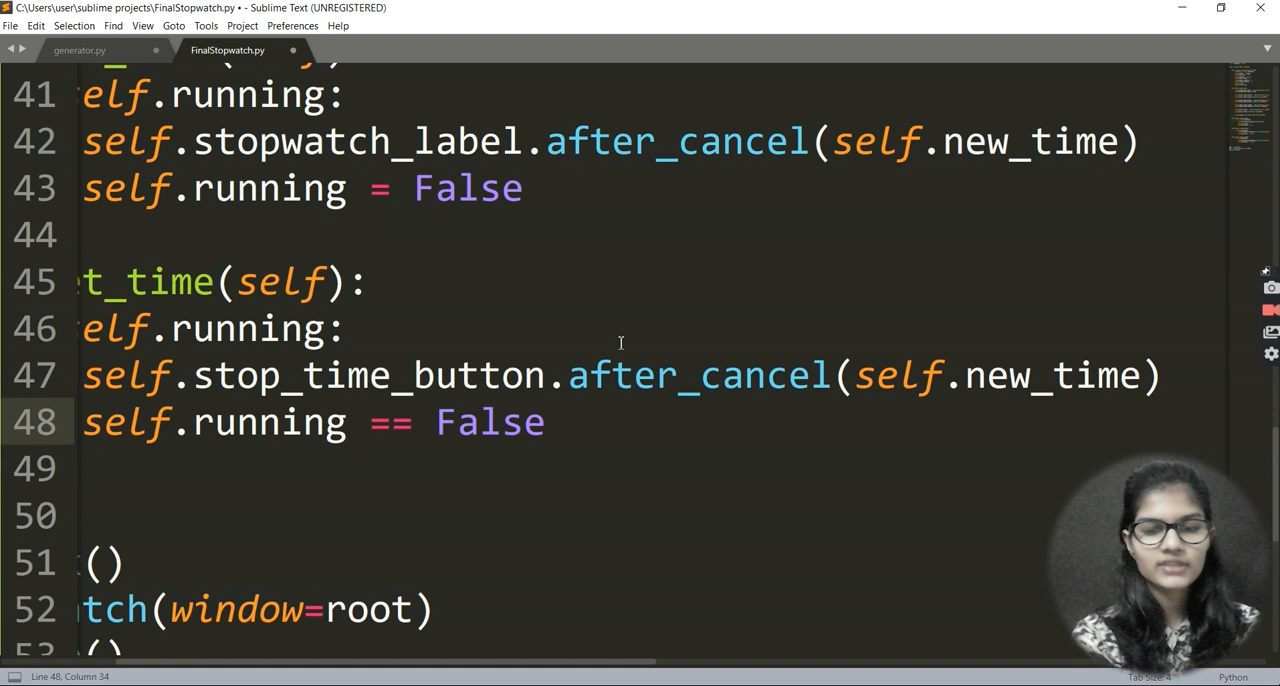 C:\Users\user\sublime projects\FinalStopwatch.py • - Sublime Text (UNREGISTERED)
File Edit Selection Find View Goto Tools Project Preferences Help
generator.py FinalStopwatch.py
41 elf.running:
42 self.stopwatch_label.after_cancel(self.new_time)
43 self.running = False
44
45 et_time(self):
46 elf.running:
47 self.stop_time_button.after_cancel(self.new_time)
48 self.running == False
49
50
51 ()
52 atch(window=root)
53 ()
Line 48, Column 34 Tab Size: 4 Python